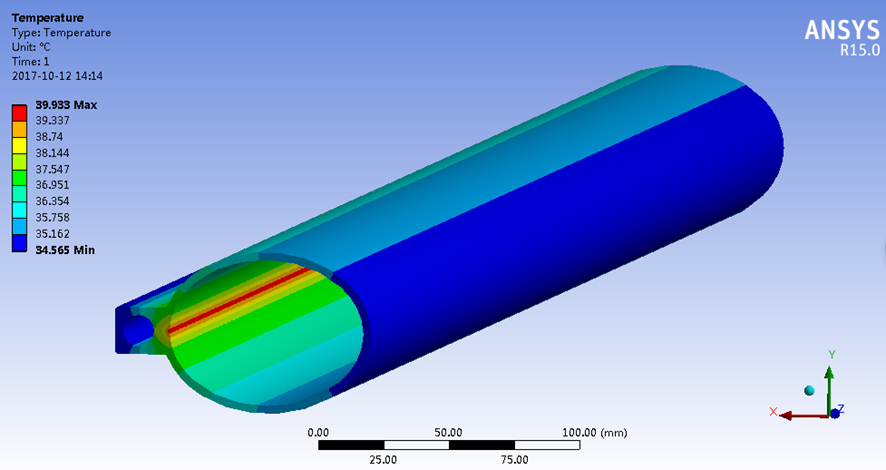 Temperature
Type: Temperature
Unit: °C
Time: 1
2017-10-12 14:14
39.933 Max
39.337
38.74
38.144
37.547
36.951
36.354
35.758
35.162
34.565 Min
ANSYS
R15.0
0.00 50.00 100.00 (mm)
25.00 75.00
Y
X Z